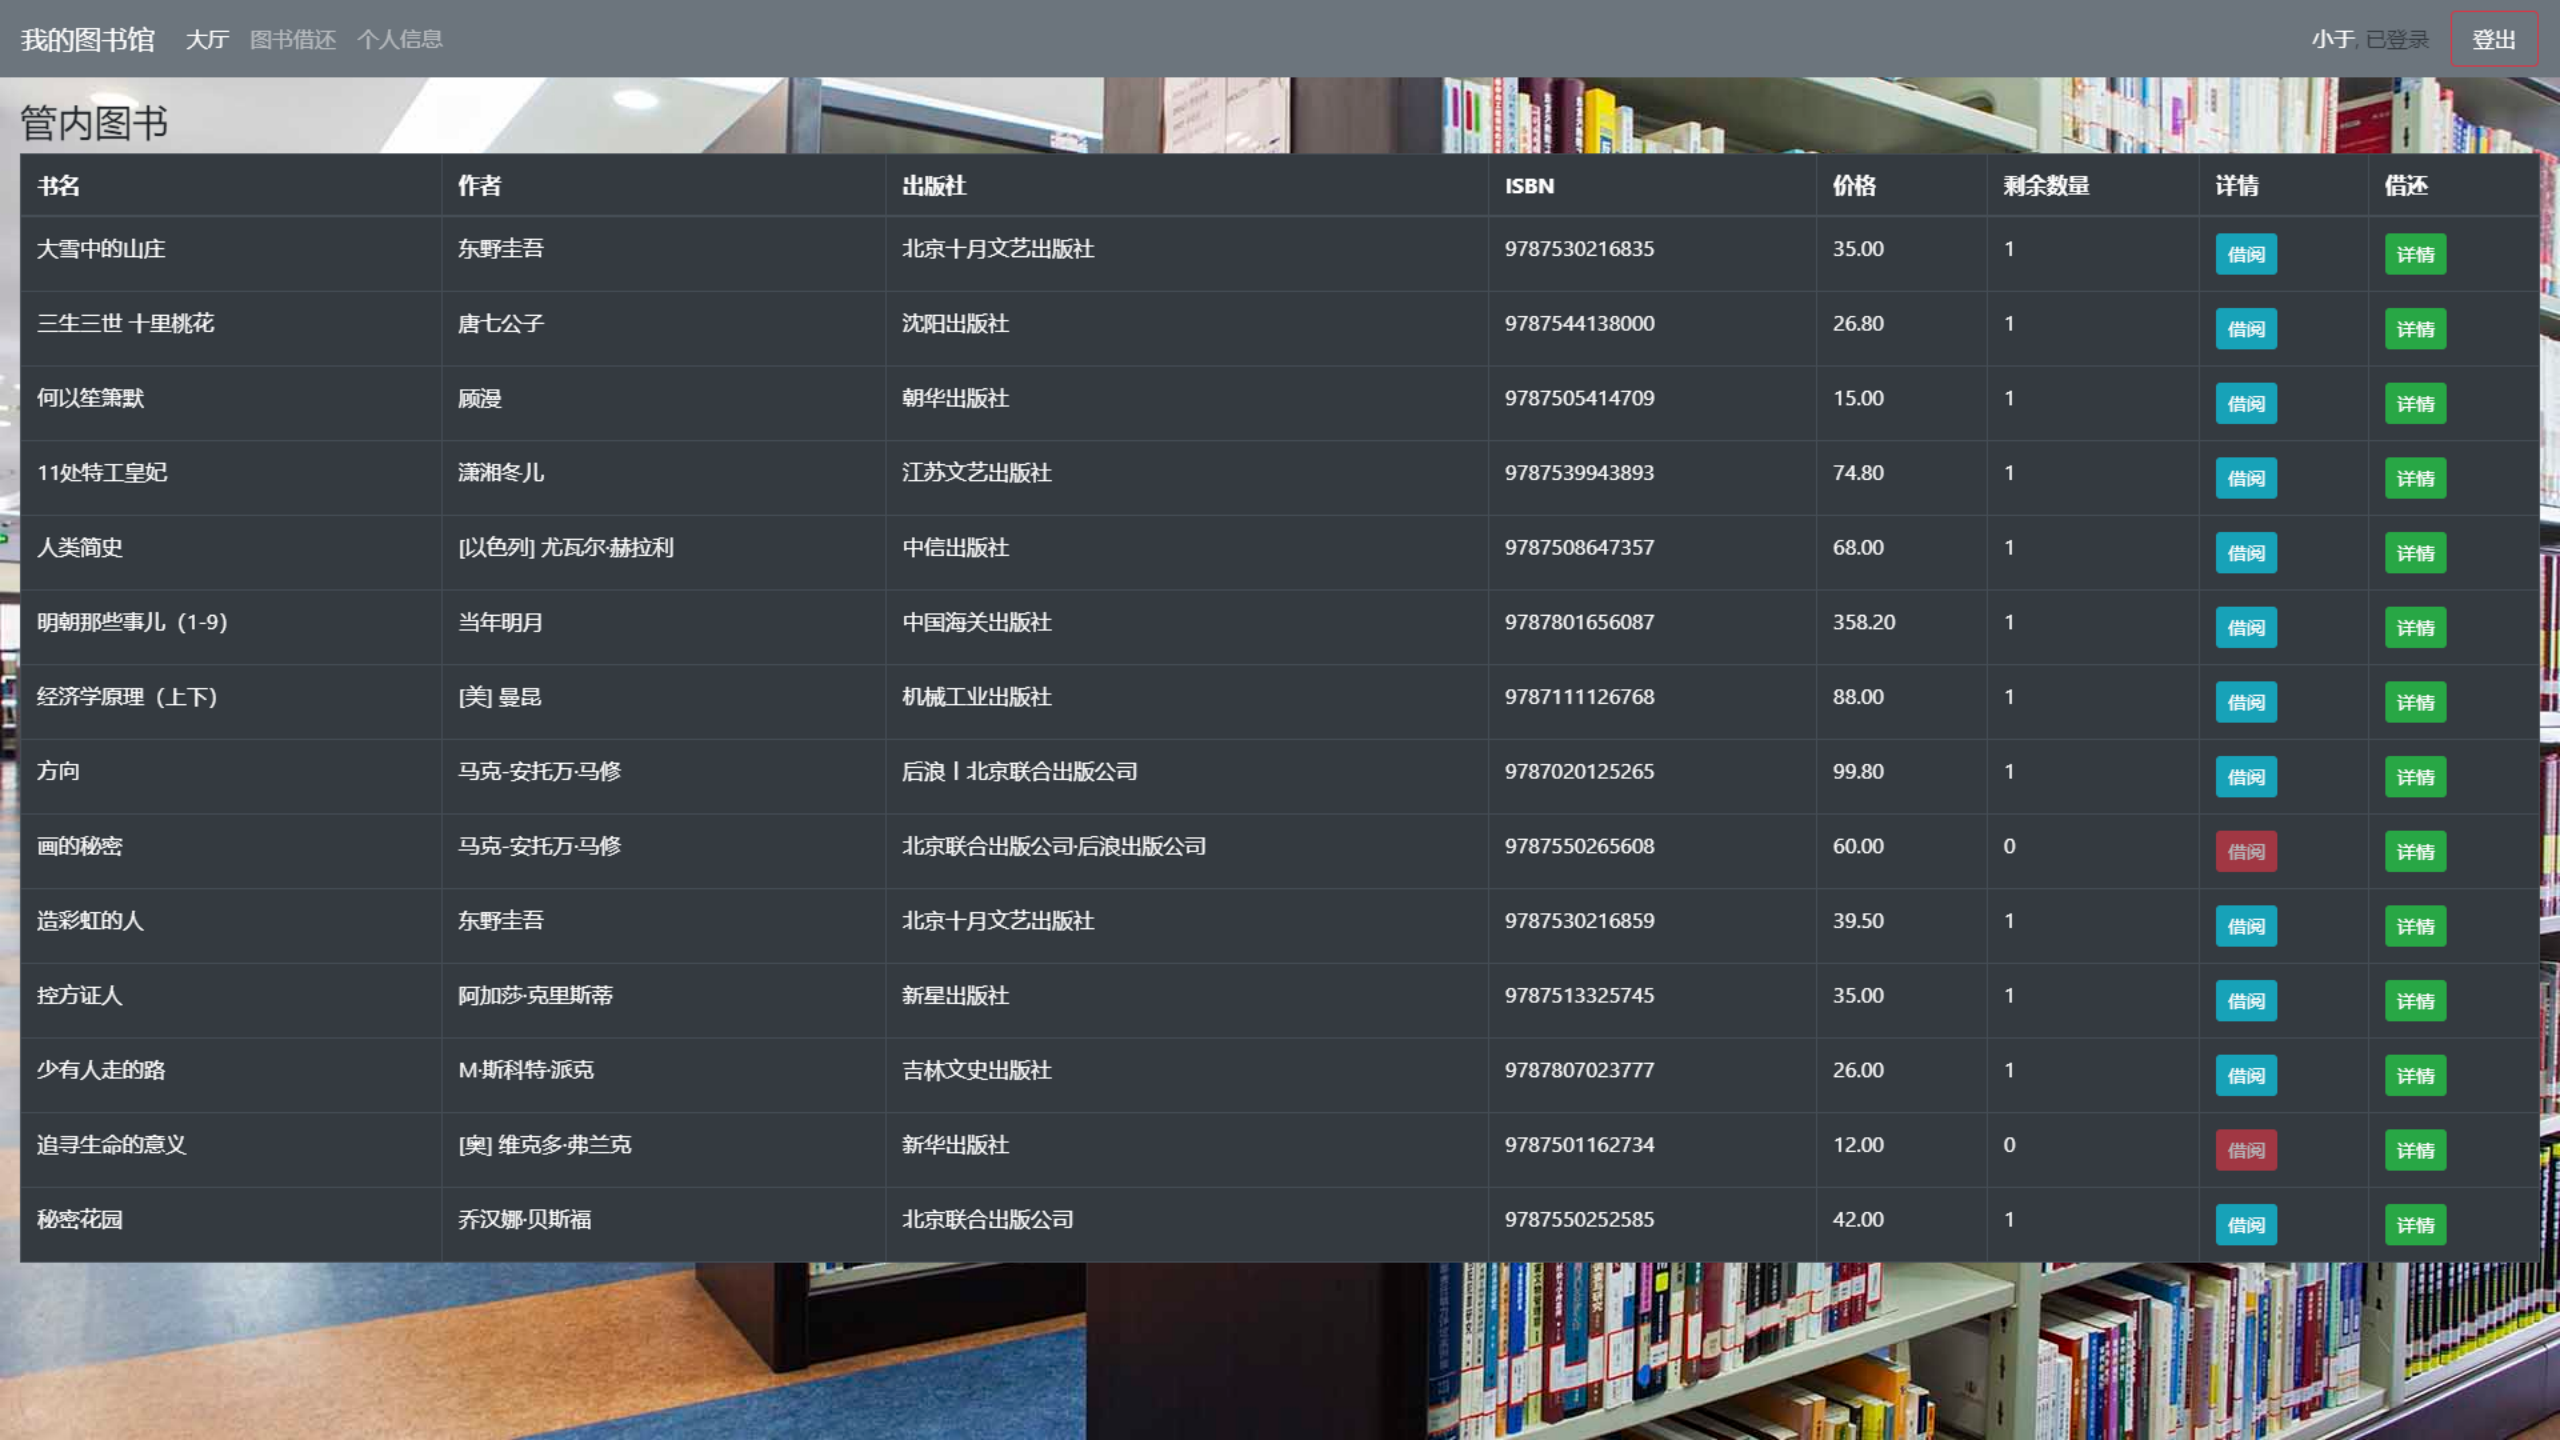 我的图书馆 大厅 图书借还 个人信息 小于, 已登录 登出
管内图书
书名 作者 出版社 ISBN 价格 剩余数量 详情 借还
大雪中的山庄 东野圭吾 北京十月文艺出版社 9787530216835 35.00 1 借阅 详情
三生三世 十里桃花 唐七公子 沈阳出版社 9787544138000 26.80 1 借阅 详情
何以笙箫默 顾漫 朝华出版社 9787505414709 15.00 1 借阅 详情
11处特工皇妃 潇湘冬儿 江苏文艺出版社 9787539943893 74.80 1 借阅 详情
人类简史 [以色列] 尤瓦尔·赫拉利 中信出版社 9787508647357 68.00 1 借阅 详情
明朝那些事儿（1-9） 当年明月 中国海关出版社 9787801656087 358.20 1 借阅 详情
经济学原理（上下） [美] 曼昆 机械工业出版社 9787111126768 88.00 1 借阅 详情
方向 马克-安托万·马修 后浪丨北京联合出版公司 9787020125265 99.80 1 借阅 详情
画的秘密 马克-安托万·马修 北京联合出版公司·后浪出版公司 9787550265608 60.00 0 借阅 详情
造彩虹的人 东野圭吾 北京十月文艺出版社 9787530216859 39.50 1 借阅 详情
控方证人 阿加莎·克里斯蒂 新星出版社 9787513325745 35.00 1 借阅 详情
少有人走的路 M·斯科特·派克 吉林文史出版社 9787807023777 26.00 1 借阅 详情
追寻生命的意义 [奥] 维克多·弗兰克 新华出版社 9787501162734 12.00 0 借阅 详情
秘密花园 乔汉娜·贝斯福 北京联合出版公司 9787550252585 42.00 1 借阅 详情